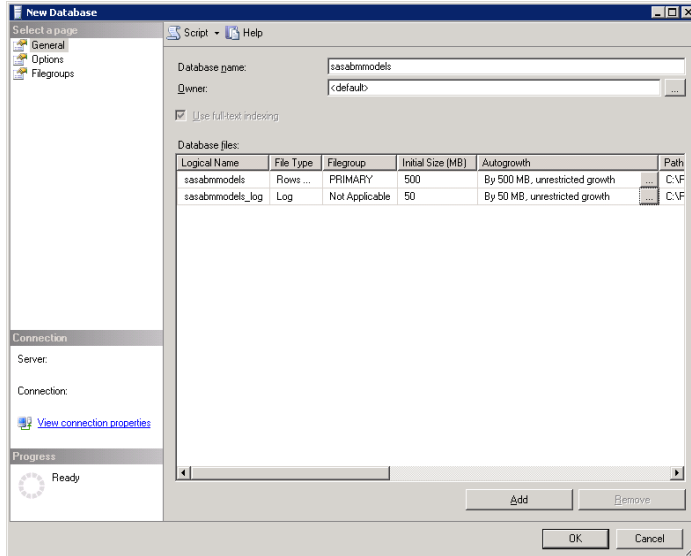 New Database
Select a page
General
Options
Filegroups
Script
Help
Database name:
sasabmmodels
Owner:
<default>
...
Use full-text indexing
Database files:
Logical Name File Type Filegroup Initial Size (MB) Autogrowth Path
sasabmmodels Rows ... PRIMARY 500 By 500 MB, unrestricted growth ... C:\P
sasabmmodels_log Log Not Applicable 50 By 50 MB, unrestricted growth ... C:\P
Connection
Server:
Connection:
View connection properties
Progress
Ready
Add
Remove
OK
Cancel